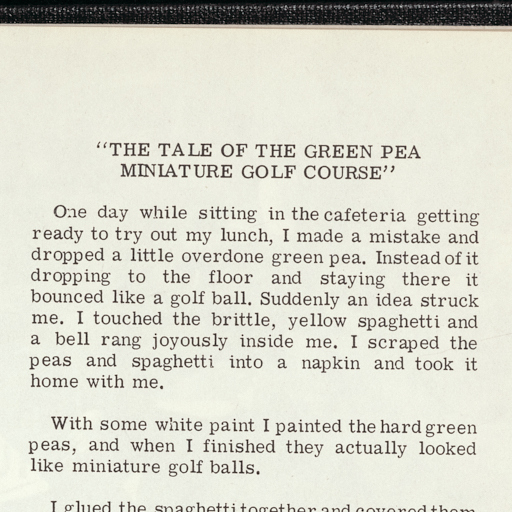 “THE TALE OF THE GREEN PEA
MINIATURE GOLF COURSE”
One day while sitting in the cafeteria getting
ready to try out my lunch, I made a mistake and
dropped a little overdone green pea. Instead of it
dropping to the floor and staying there it
bounced like a golf ball. Suddenly an idea struck
me. I touched the brittle, yellow spaghetti and
a bell rang joyously inside me. I scraped the
peas and spaghetti into a napkin and took it
home with me.
With some white paint I painted the hard green
peas, and when I finished they actually looked
like miniature golf balls.
I glued the spaghetti together and covered them